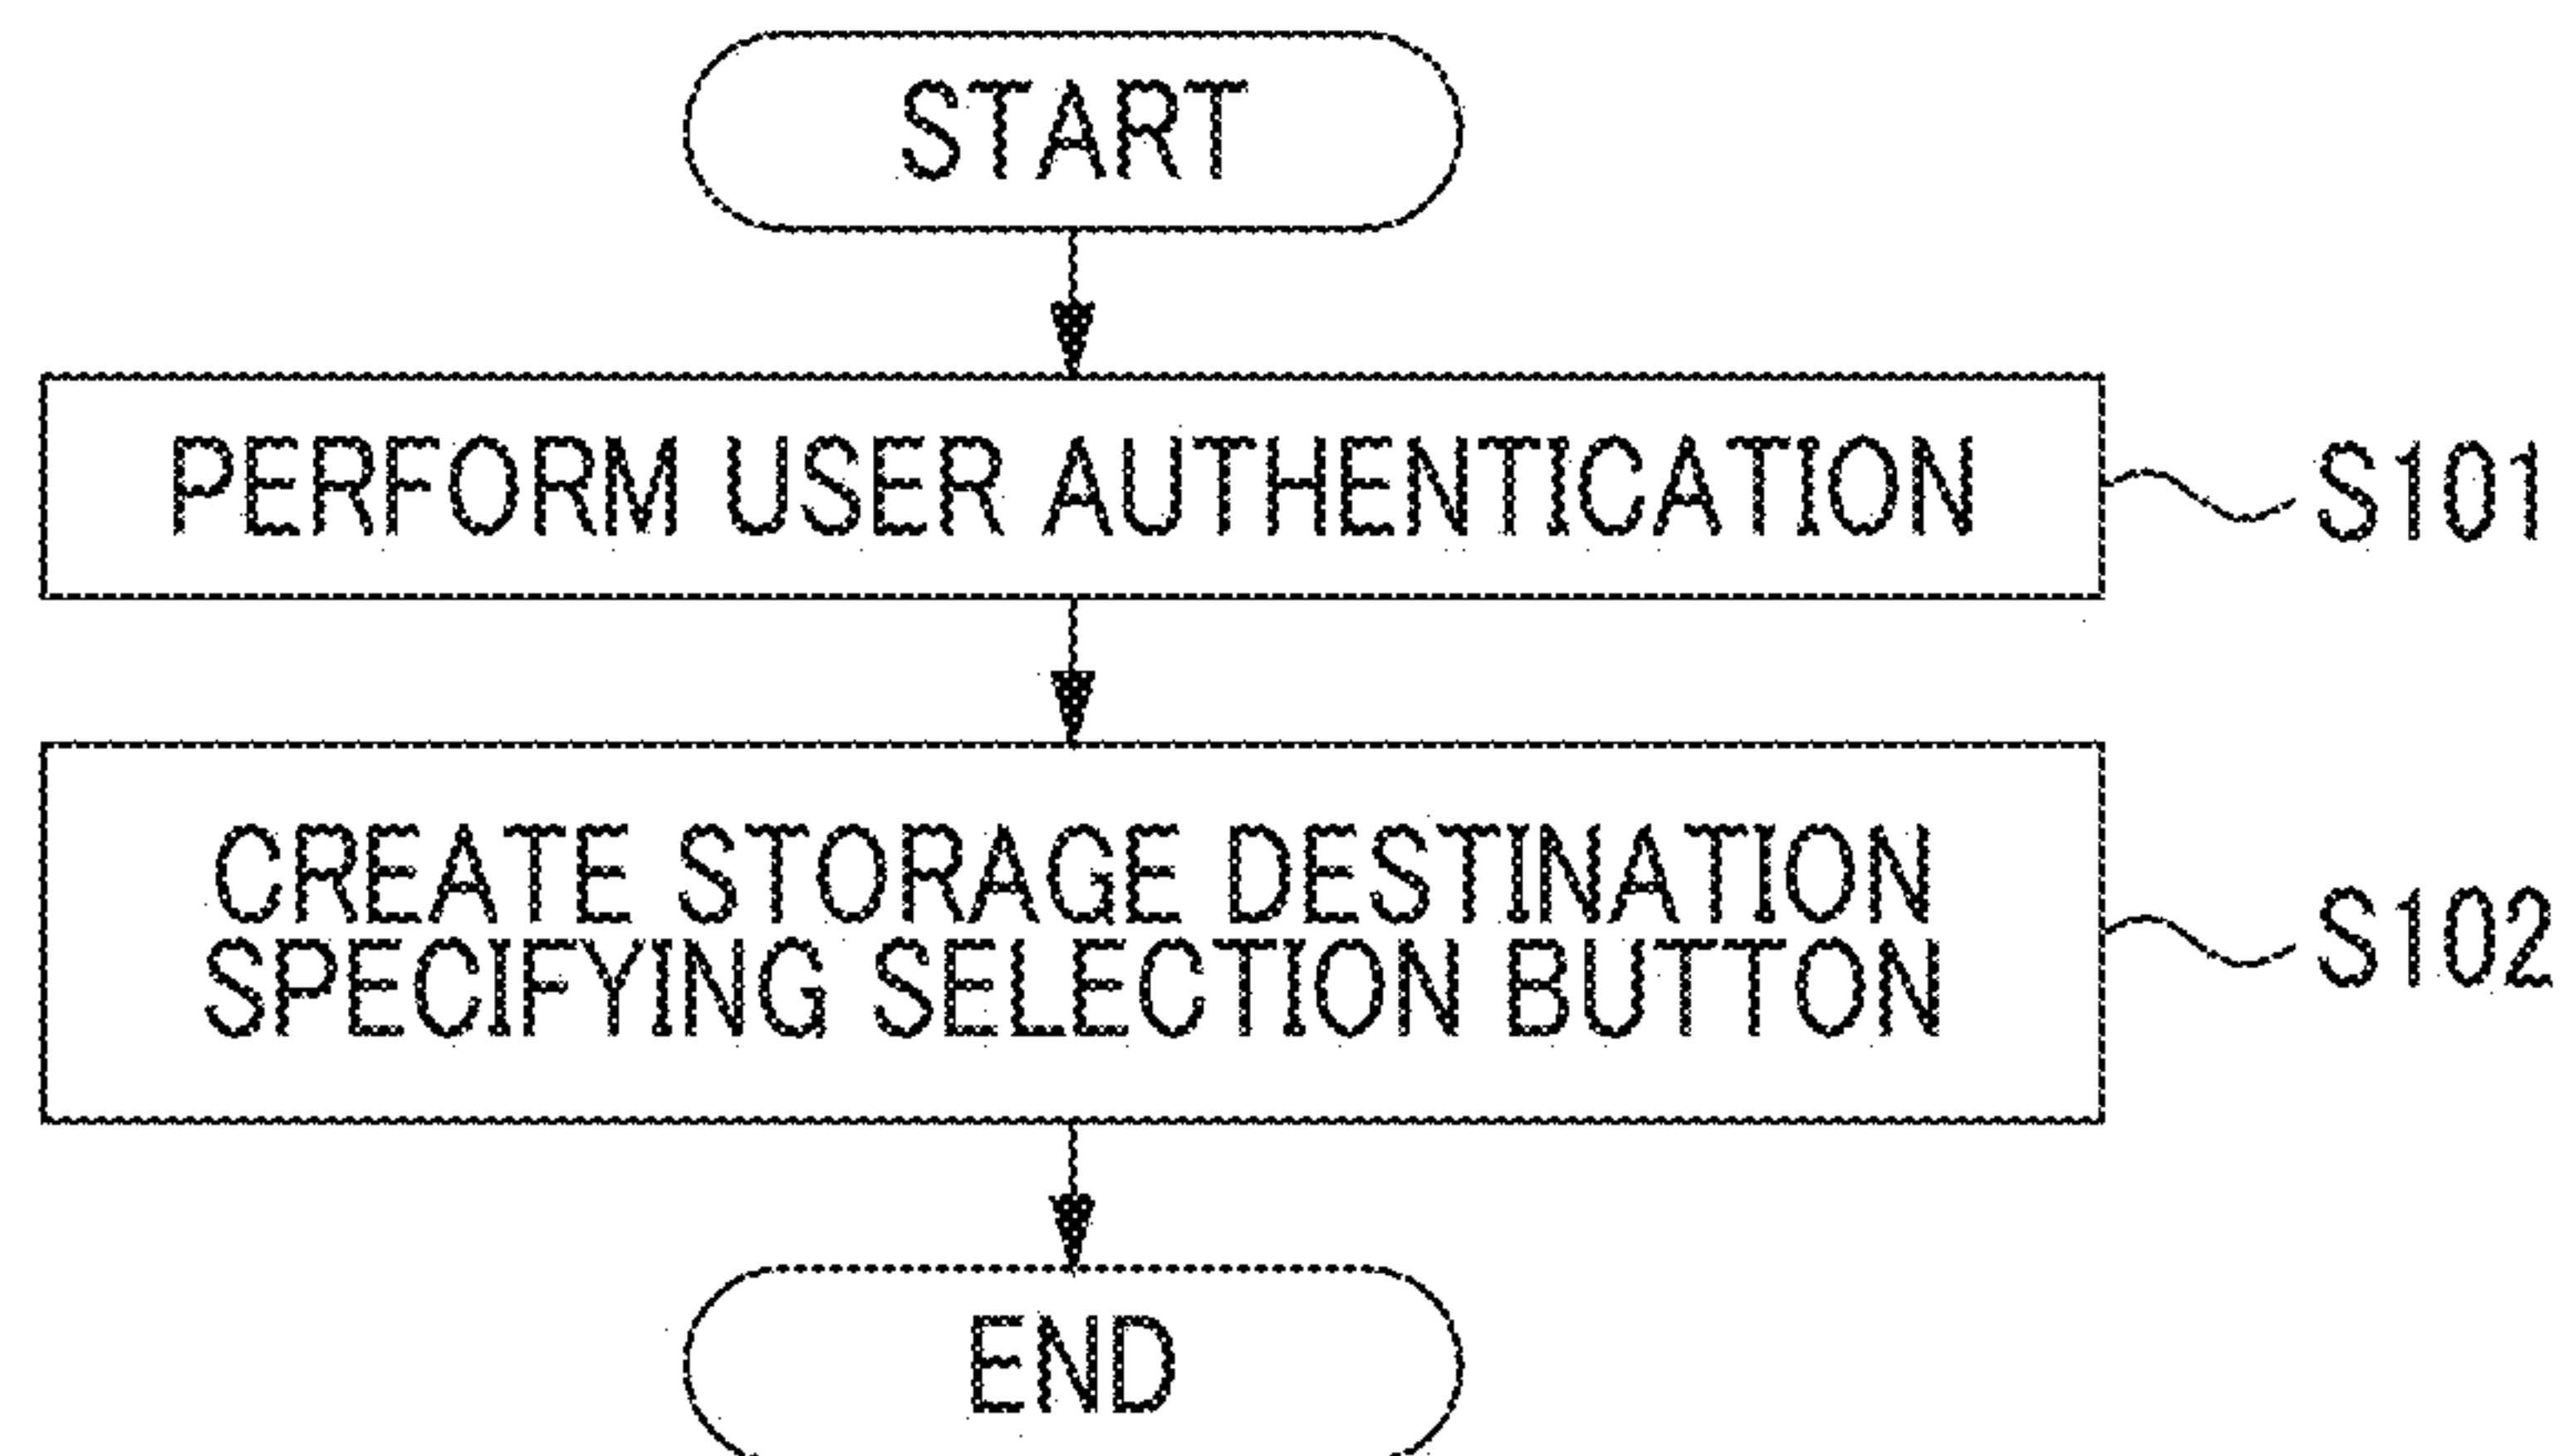 START
PERFORM USER AUTHENTICATION
S101
CREATE STORAGE DESTINATION
SPECIFYING SELECTION BUTTON
S102
END